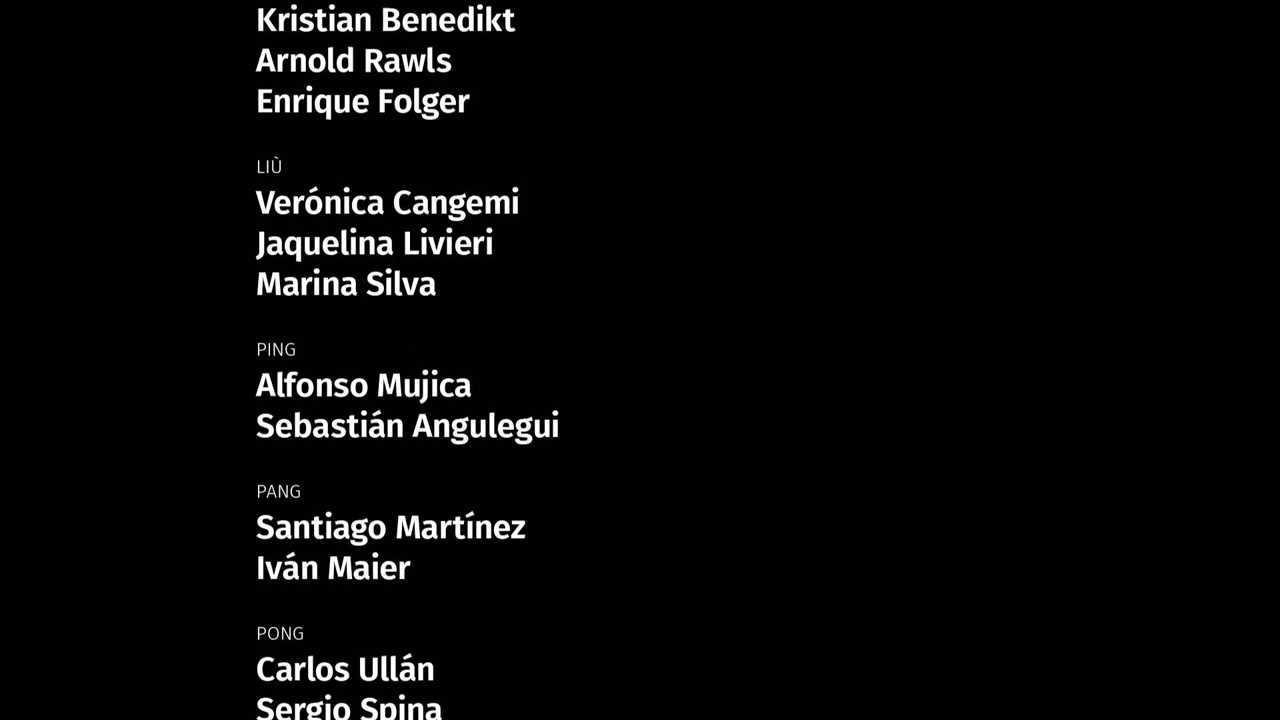 Kristian Benedikt
Arnold Rawls
Enrique Folger
LIÙ
Verónica Cangemi
Jaquelina Livieri
Marina Silva
PING
Alfonso Mujica
Sebastián Angulegui
PANG
Santiago Martínez
Iván Maier
PONG
Carlos Ullán
Sergio Spina